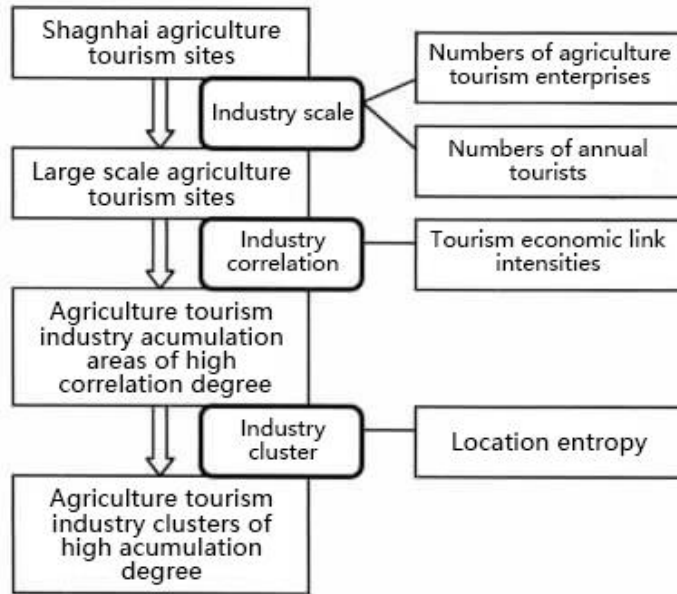 Shagnhai agriculture
tourism sites
Industry scale
Numbers of agriculture
tourism enterprises
Numbers of annual
tourists
Large scale agriculture
tourism sites
Industry
correlation
Tourism economic link
intensities
Agriculture tourism
industry acumulation
areas of high
correlation degree
Industry
cluster
Location entropy
Agriculture tourism
industry clusters of
high acumulation
degree